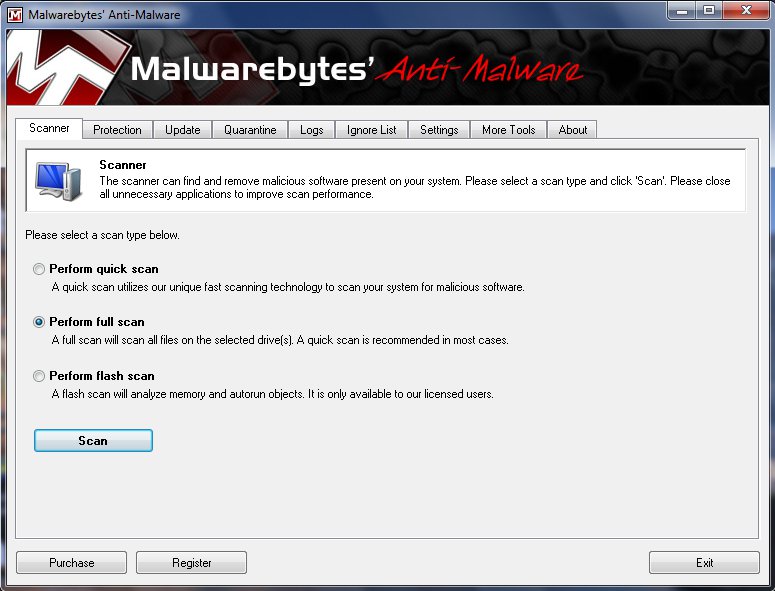 Malwarebytes' Anti-Malware
Malwarebytes' Anti-Malware
Scanner
Protection
Update
Quarantine
Logs
Ignore List
Settings
More Tools
About
Scanner
The scanner can find and remove malicious software present on your system. Please select a scan type and click 'Scan'. Please close
all unnecessary applications to improve scan performance.
Please select a scan type below.
Perform quick scan
A quick scan utilizes our unique fast scanning technology to scan your system for malicious software.
Perform full scan
A full scan will scan all files on the selected drive(s). A quick scan is recommended in most cases.
Perform flash scan
A flash scan will analyze memory and autorun objects. It is only available to our licensed users.
Scan
Purchase
Register
Exit